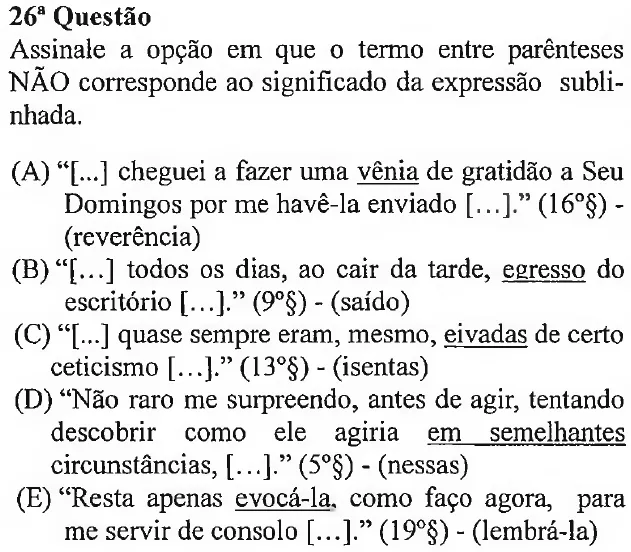 26ª Questão
Assinale a opção em que o termo entre parênteses
NÃO corresponde ao significado da expressão subli-
nhada.
(A) “[...] cheguei a fazer uma vênia de gratidão a Seu
Domingos por me havê-la enviado [...].” (16º§) -
(reverência)
(B) “[...] todos os dias, ao cair da tarde, egresso do
escritório [...].” (9º§) - (saído)
(C) “[...] quase sempre eram, mesmo, eivadas de certo
ceticismo [...].” (13º§) - (isentas)
(D) “Não raro me surpreendo, antes de agir, tentando
descobrir como ele agiria em semelhantes
circunstâncias, [...].” (5º§) - (nessas)
(E) “Resta apenas evocá-la, como faço agora, para
me servir de consolo [...].” (19º§) - (lembrá-la)